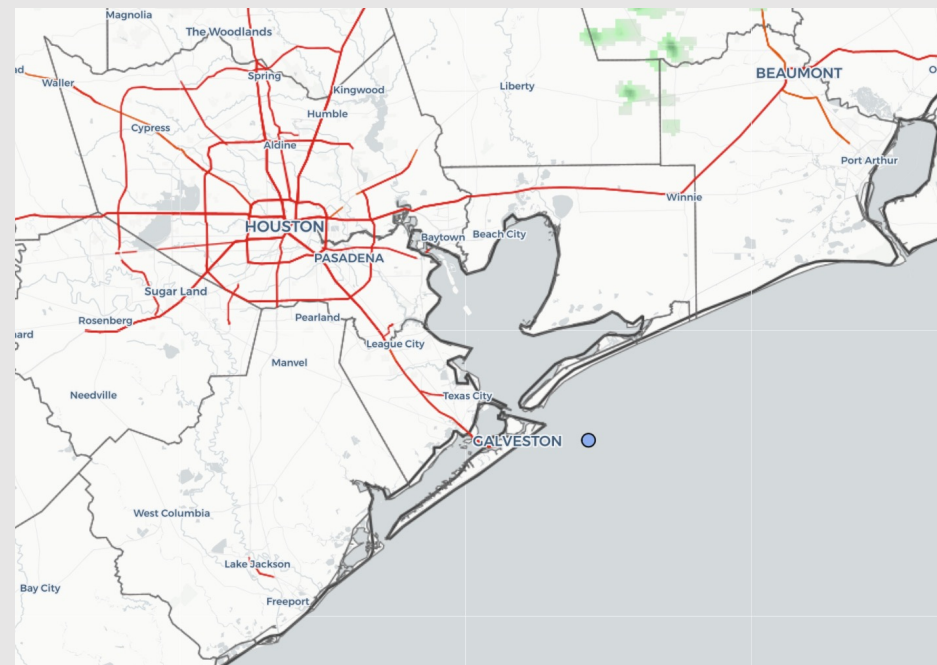 Magnolia
The Woodlands
Spring
Waller
Kingwood
Liberty
BEAUMONT
Humble
Cypress
Aldine
Port Arthur
Winnie
HOUSTON
Baytown
Beach City
PASADENA
Sugar Land
Rosenberg
Pearland
League City
Manvel
Needville
Texas City
GALVESTON
West Columbia
Lake Jackson
Bay City
Freeport